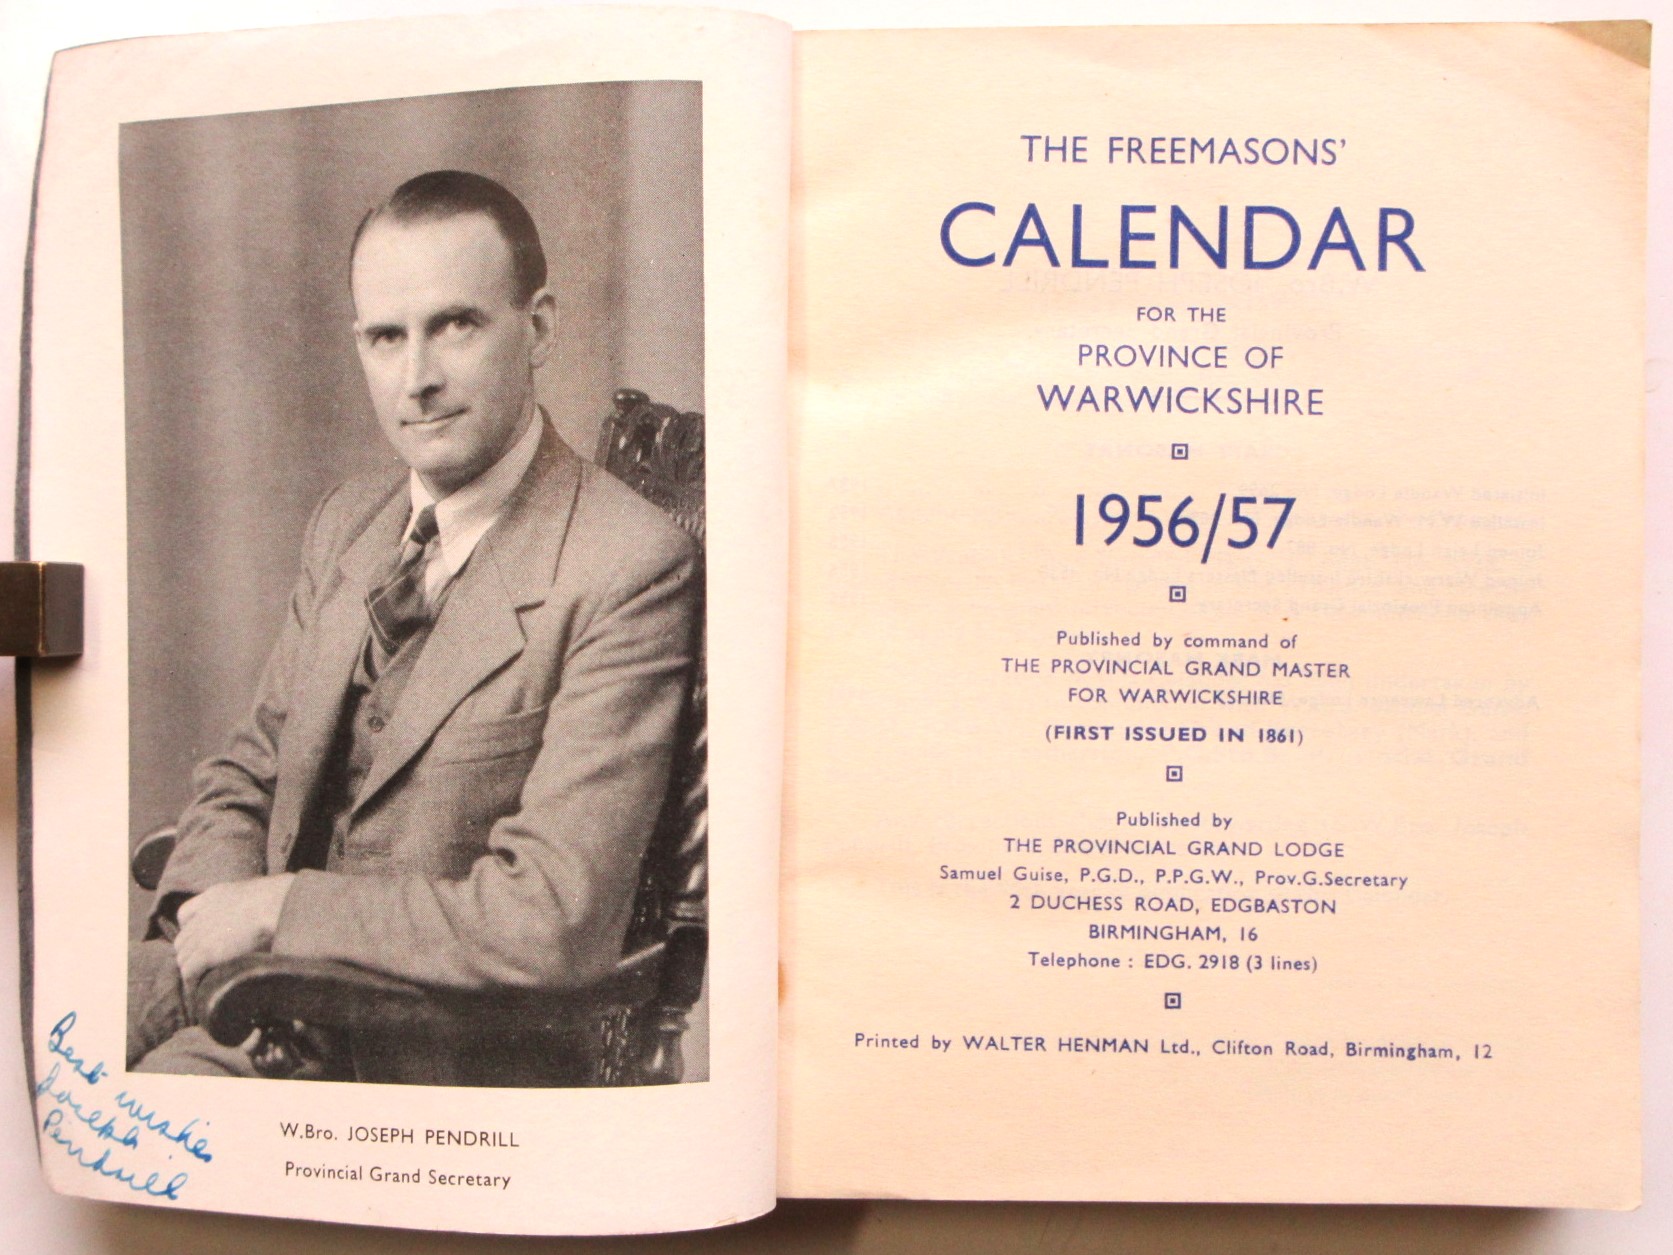 Best wishes
Joseph
Pendrill
W.Bro. JOSEPH PENDRILL
Provincial Grand Secretary
THE FREEMASONS'
CALENDAR
FOR THE
PROVINCE OF
WARWICKSHIRE
1956/57
Published by command of
THE PROVINCIAL GRAND MASTER
FOR WARWICKSHIRE
(FIRST ISSUED IN 1861)
Published by
THE PROVINCIAL GRAND LODGE
Samuel Guise, P.G.D., P.P.G.W., Prov.G.Secretary
2 DUCHESS ROAD, EDGBASTON
BIRMINGHAM, 16
Telephone : EDG. 2918 (3 lines)
Printed by WALTER HENMAN Ltd., Clifton Road, Birmingham, 12